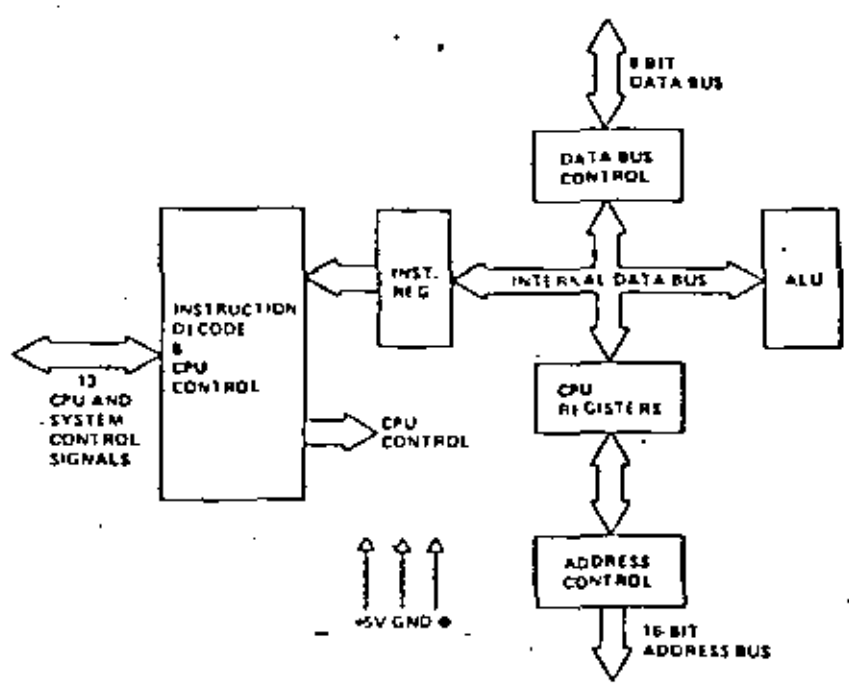 8 BIT
DATA BUS
DATA BUS
CONTROL
INST.
REG
INTERNAL DATA BUS
ALU
INSTRUCTION
DECODE
&
CPU
CONTROL
13
CPU AND
SYSTEM
CONTROL
SIGNALS
CPU
REGISTERS
CPU
CONTROL
ADDRESS
CONTROL
+5V GND Φ
16-BIT
ADDRESS BUS